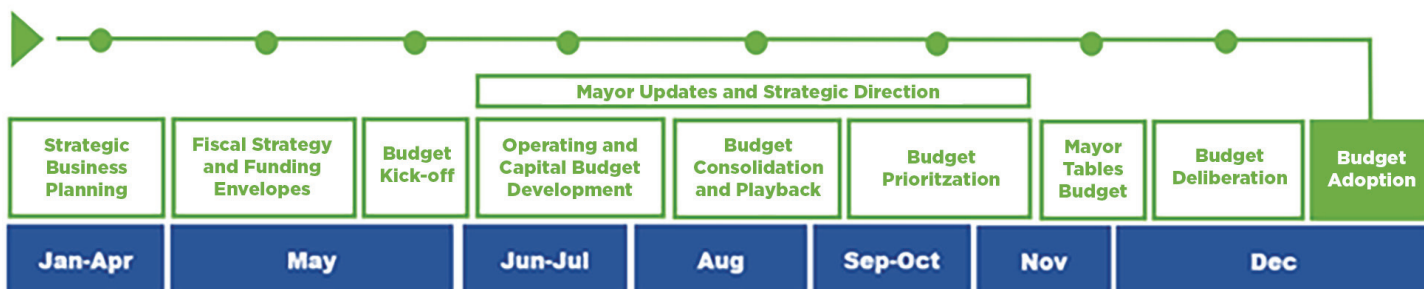 Mayor Updates and Strategic Direction
Strategic
Business
Planning
Fiscal Strategy
and Funding
Envelopes
Budget
Kick-off
Operating and
Capital Budget
Development
Budget
Consolidation
and Playback
Budget
Prioritzation
Mayor
Tables
Budget
Budget
Deliberation
Budget
Adoption
Jan-Apr
May
Jun-Jul
Aug
Sep-Oct
Nov
Dec